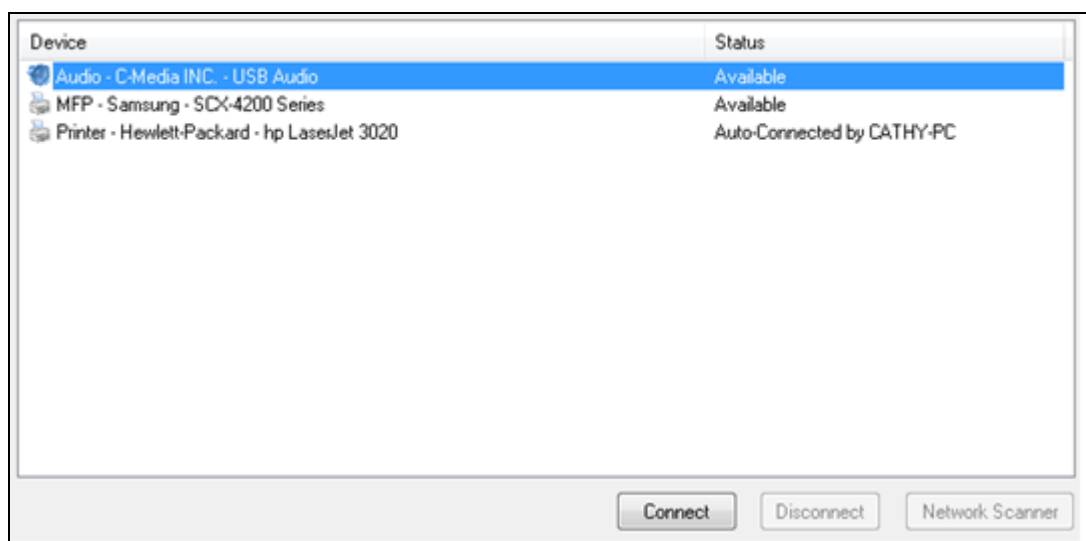 Device Status
Audio - C-Media INC. - USB Audio Available
MFP - Samsung - SCX-4200 Series Available
Printer - Hewlett-Packard - hp LaserJet 3020 Auto-Connected by CATHY-PC
Connect Disconnect Network Scanner